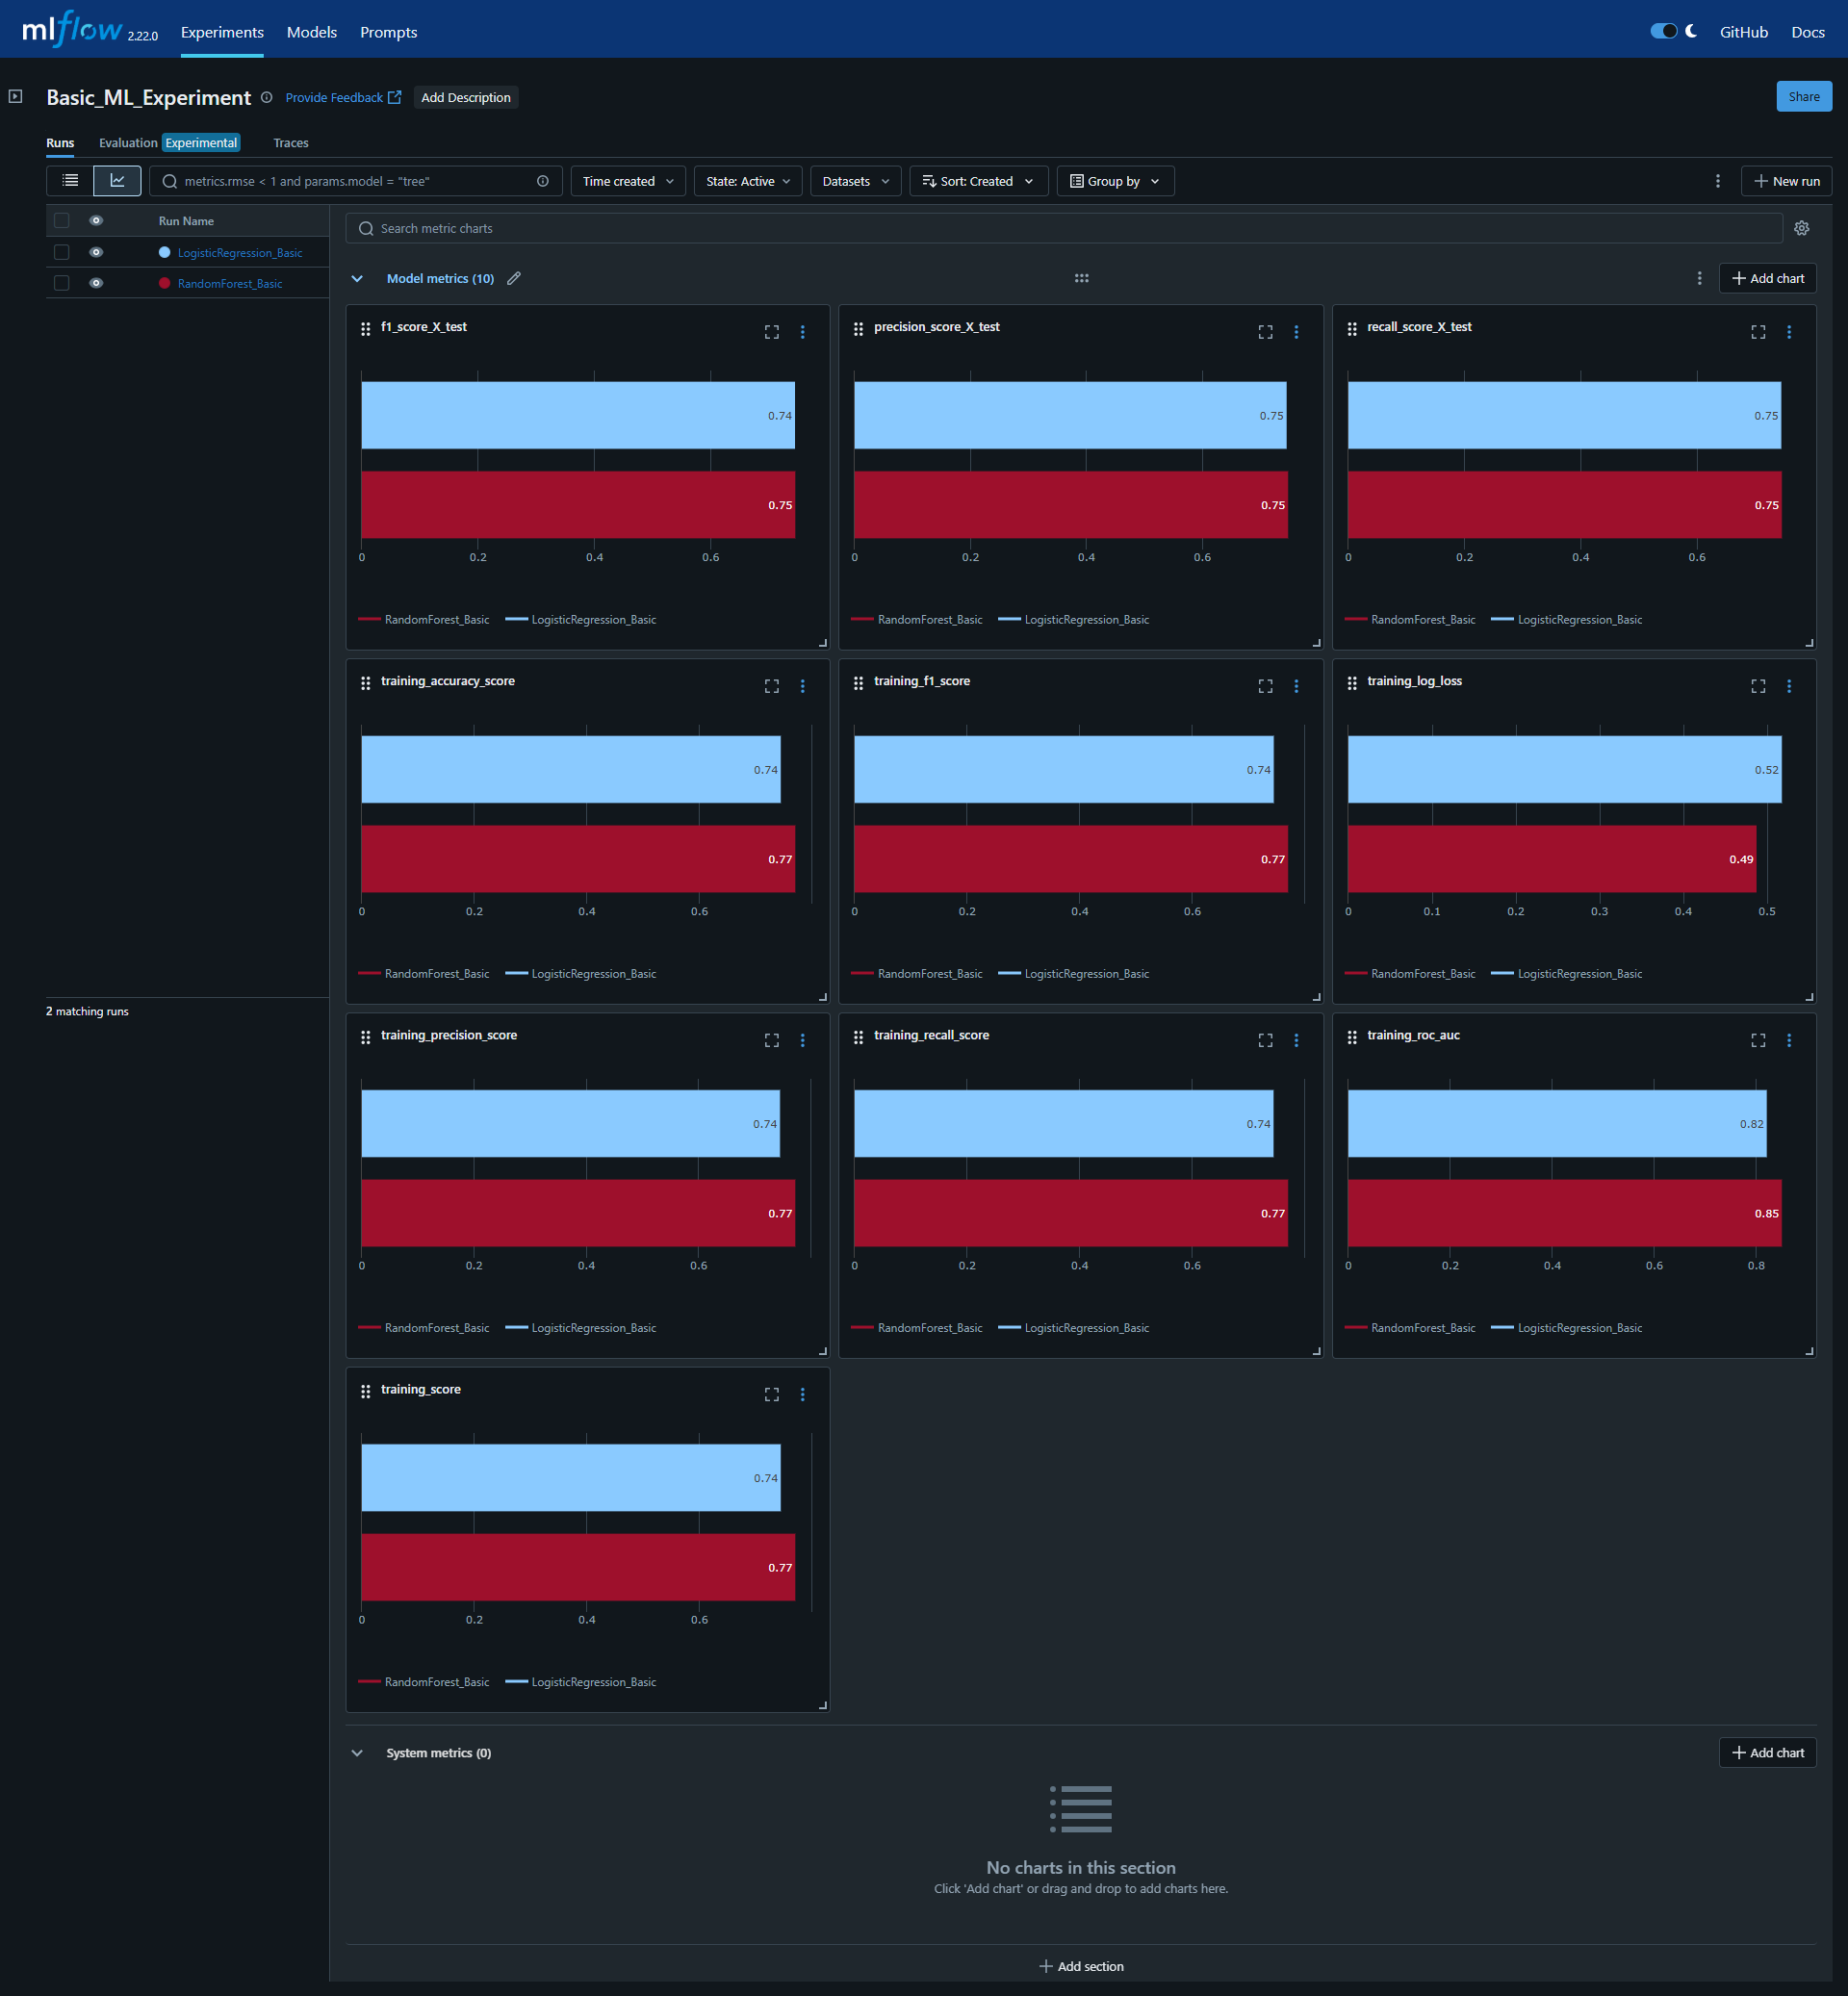 mlflow 2.22.0 Experiments Models Prompts GitHub Docs
Basic_ML_Experiment Provide Feedback Add Description Share
Runs Evaluation Experimental Traces
metrics.rmse < 1 and params.model = "tree" Time created State: Active Datasets Sort: Created Group by New run
Run Name
LogisticRegression_Basic
RandomForest_Basic
2 matching runs
Search metric charts
Model metrics (10) Add chart
f1_score_X_test
0.74
0.75
0 0.2 0.4 0.6
RandomForest_Basic LogisticRegression_Basic
precision_score_X_test
0.75
0.75
0 0.2 0.4 0.6
RandomForest_Basic LogisticRegression_Basic
recall_score_X_test
0.75
0.75
0 0.2 0.4 0.6
RandomForest_Basic LogisticRegression_Basic
training_accuracy_score
0.74
0.77
0 0.2 0.4 0.6
RandomForest_Basic LogisticRegression_Basic
training_f1_score
0.74
0.77
0 0.2 0.4 0.6
RandomForest_Basic LogisticRegression_Basic
training_log_loss
0.52
0.49
0 0.1 0.2 0.3 0.4 0.5
RandomForest_Basic LogisticRegression_Basic
training_precision_score
0.74
0.77
0 0.2 0.4 0.6
RandomForest_Basic LogisticRegression_Basic
training_recall_score
0.74
0.77
0 0.2 0.4 0.6
RandomForest_Basic LogisticRegression_Basic
training_roc_auc
0.82
0.85
0 0.2 0.4 0.6 0.8
RandomForest_Basic LogisticRegression_Basic
training_score
0.74
0.77
0 0.2 0.4 0.6
RandomForest_Basic LogisticRegression_Basic
System metrics (0) Add chart
No charts in this section
Click 'Add chart' or drag and drop to add charts here.
Add section